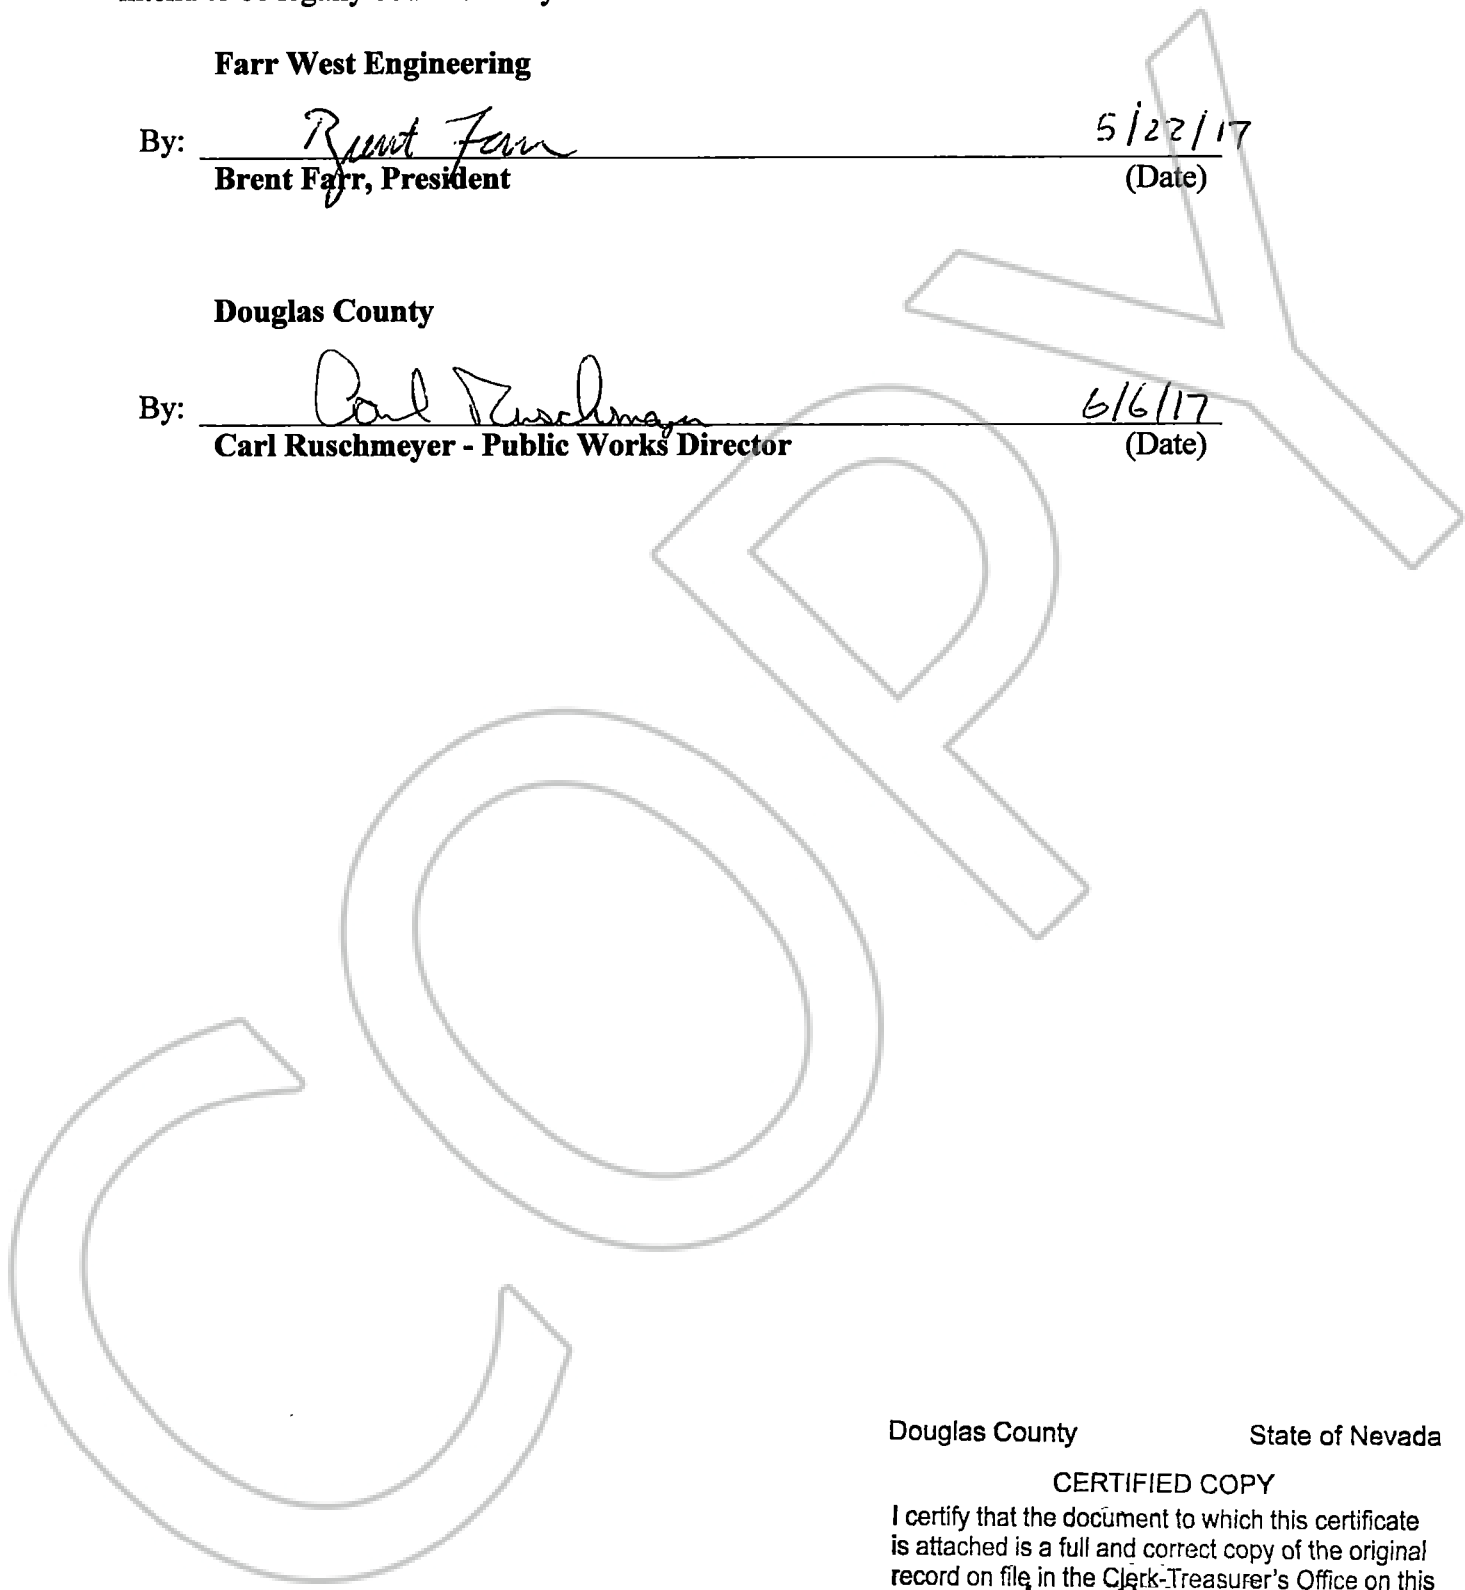 Farr West Engineering
By: Brent Farr 5/22/17
Brent Farr, President (Date)
Douglas County
By: Carl Ruschmeyer 6/6/17
Carl Ruschmeyer - Public Works Director (Date)
COPY
Douglas County State of Nevada
CERTIFIED COPY
I certify that the document to which this certificate
is attached is a full and correct copy of the original
record on file in the Clerk-Treasurer's Office on this